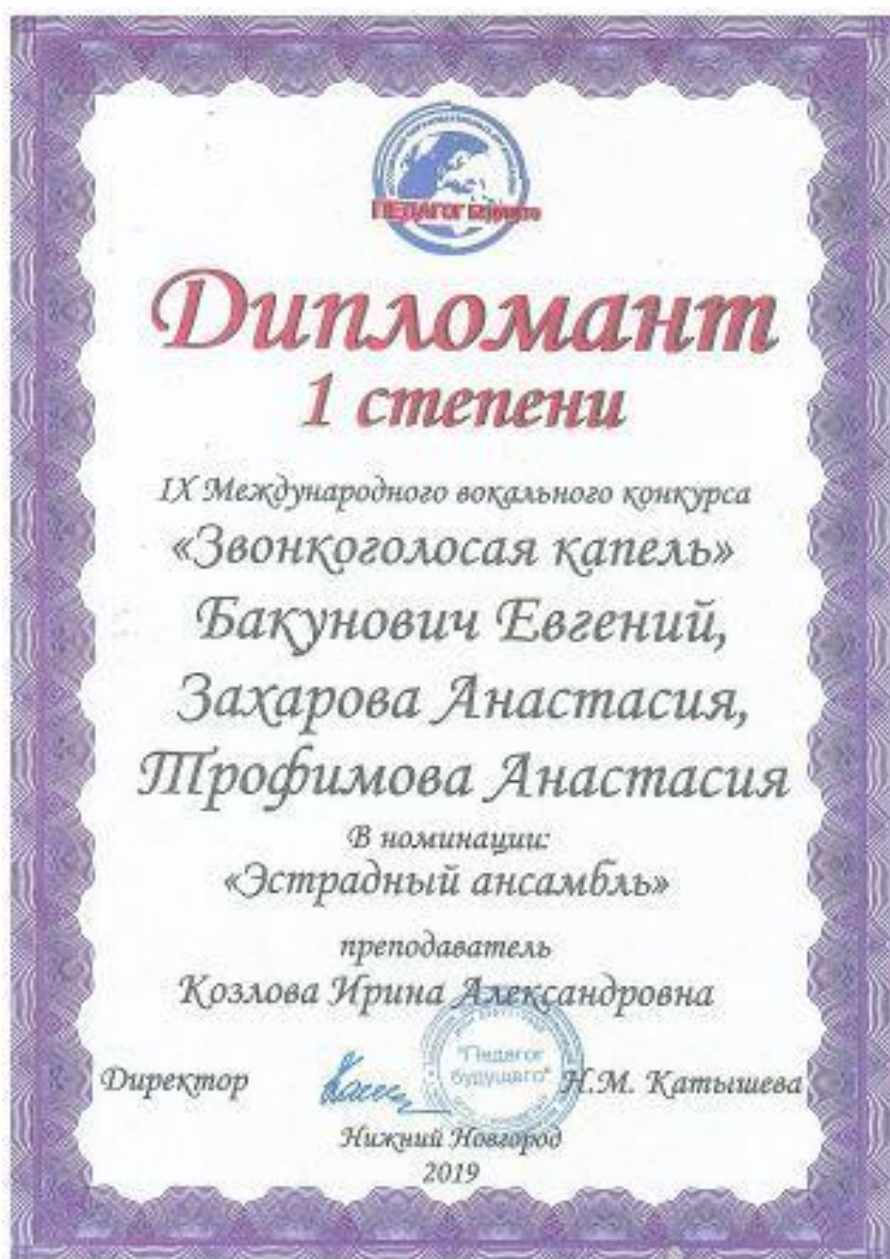 ПЕДАГОГ БУДУЩЕГО
Дипломант
1 степени
IX Международного вокального конкурса
«Звонкоголосая капель»
Бакунович Евгений,
Захарова Анастасия,
Трофимова Анастасия
В номинации:
«Эстрадный ансамбль»
преподаватель
Козлова Ирина Александровна
"Педагог
будущего"
Директор
Н.М. Катышева
Нижний Новгород
2019